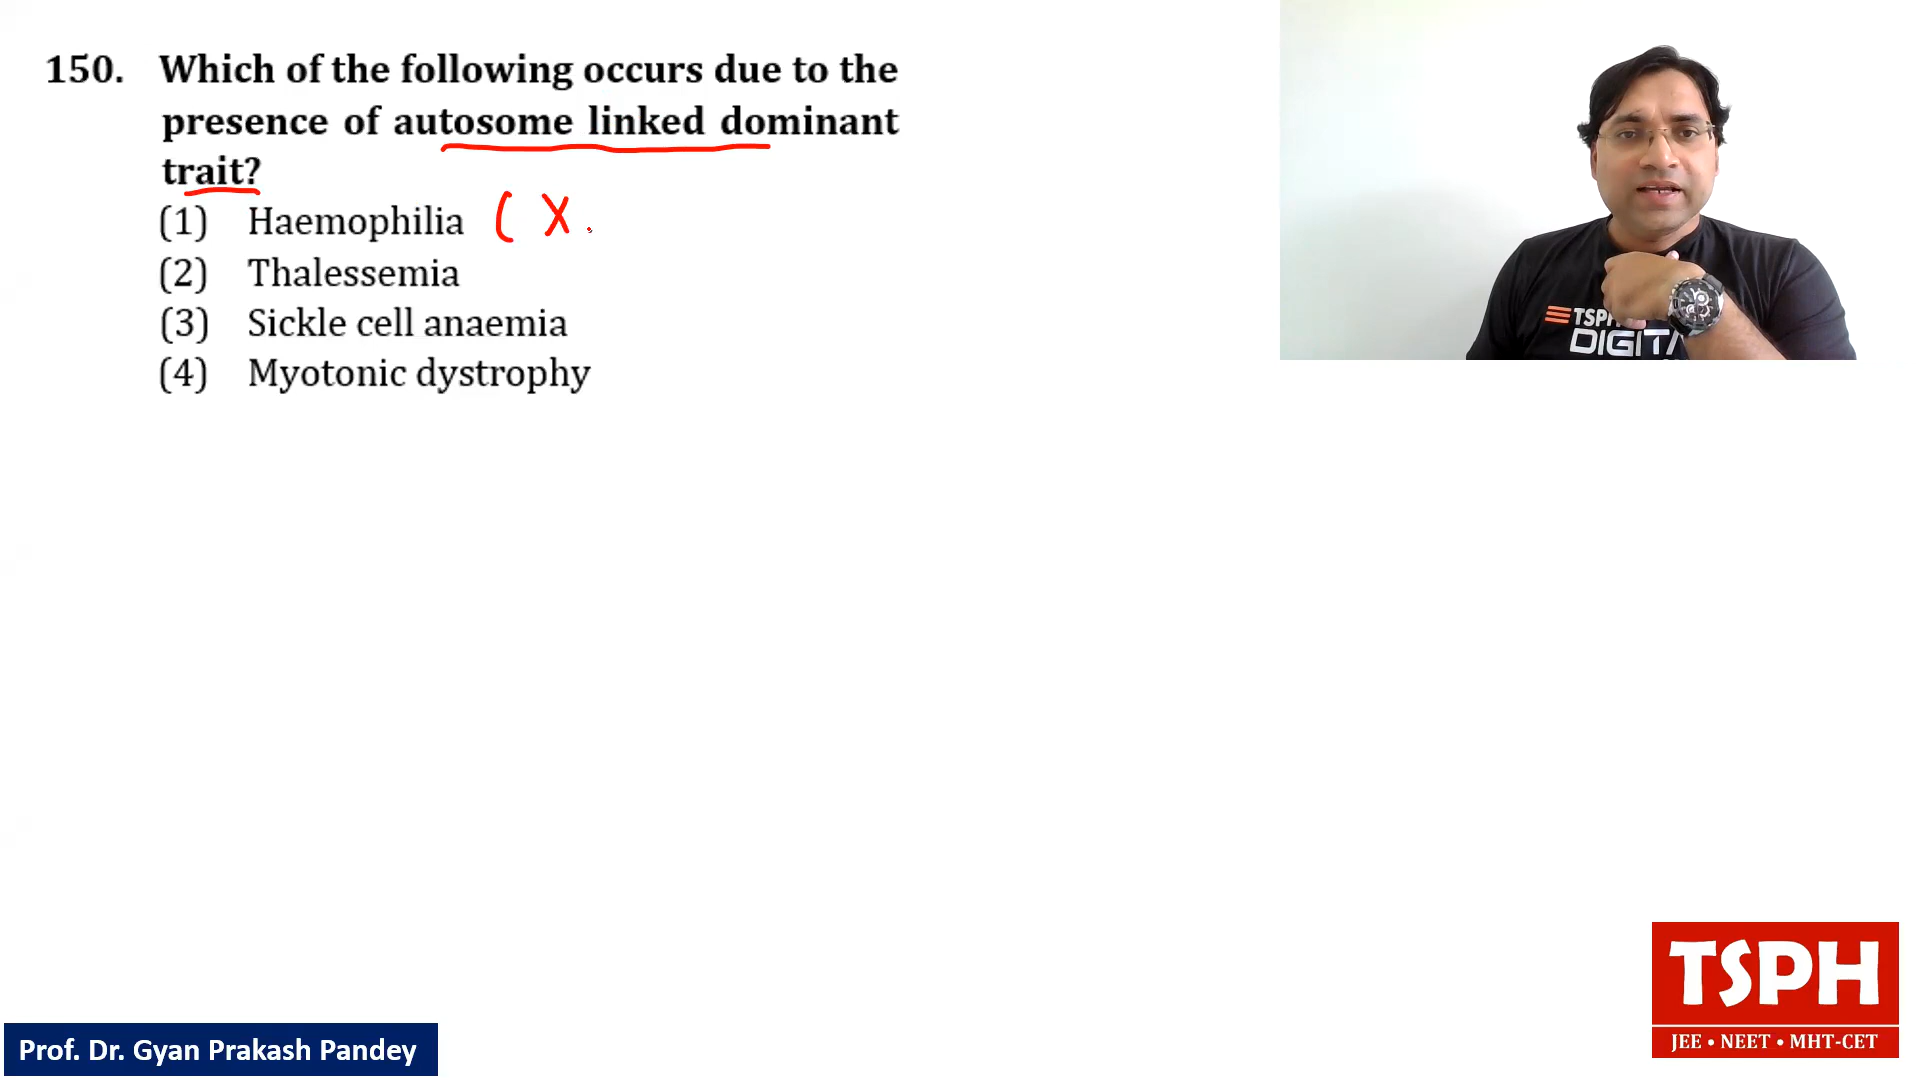 150. Which of the following occurs due to the
presence of autosome linked dominant
trait?
(1) Haemophilia ( X.
(2) Thalessemia
(3) Sickle cell anaemia
(4) Myotonic dystrophy
TSPH
DIGIT
TSPH
JEE • NEET • MHT-CET
Prof. Dr. Gyan Prakash Pandey